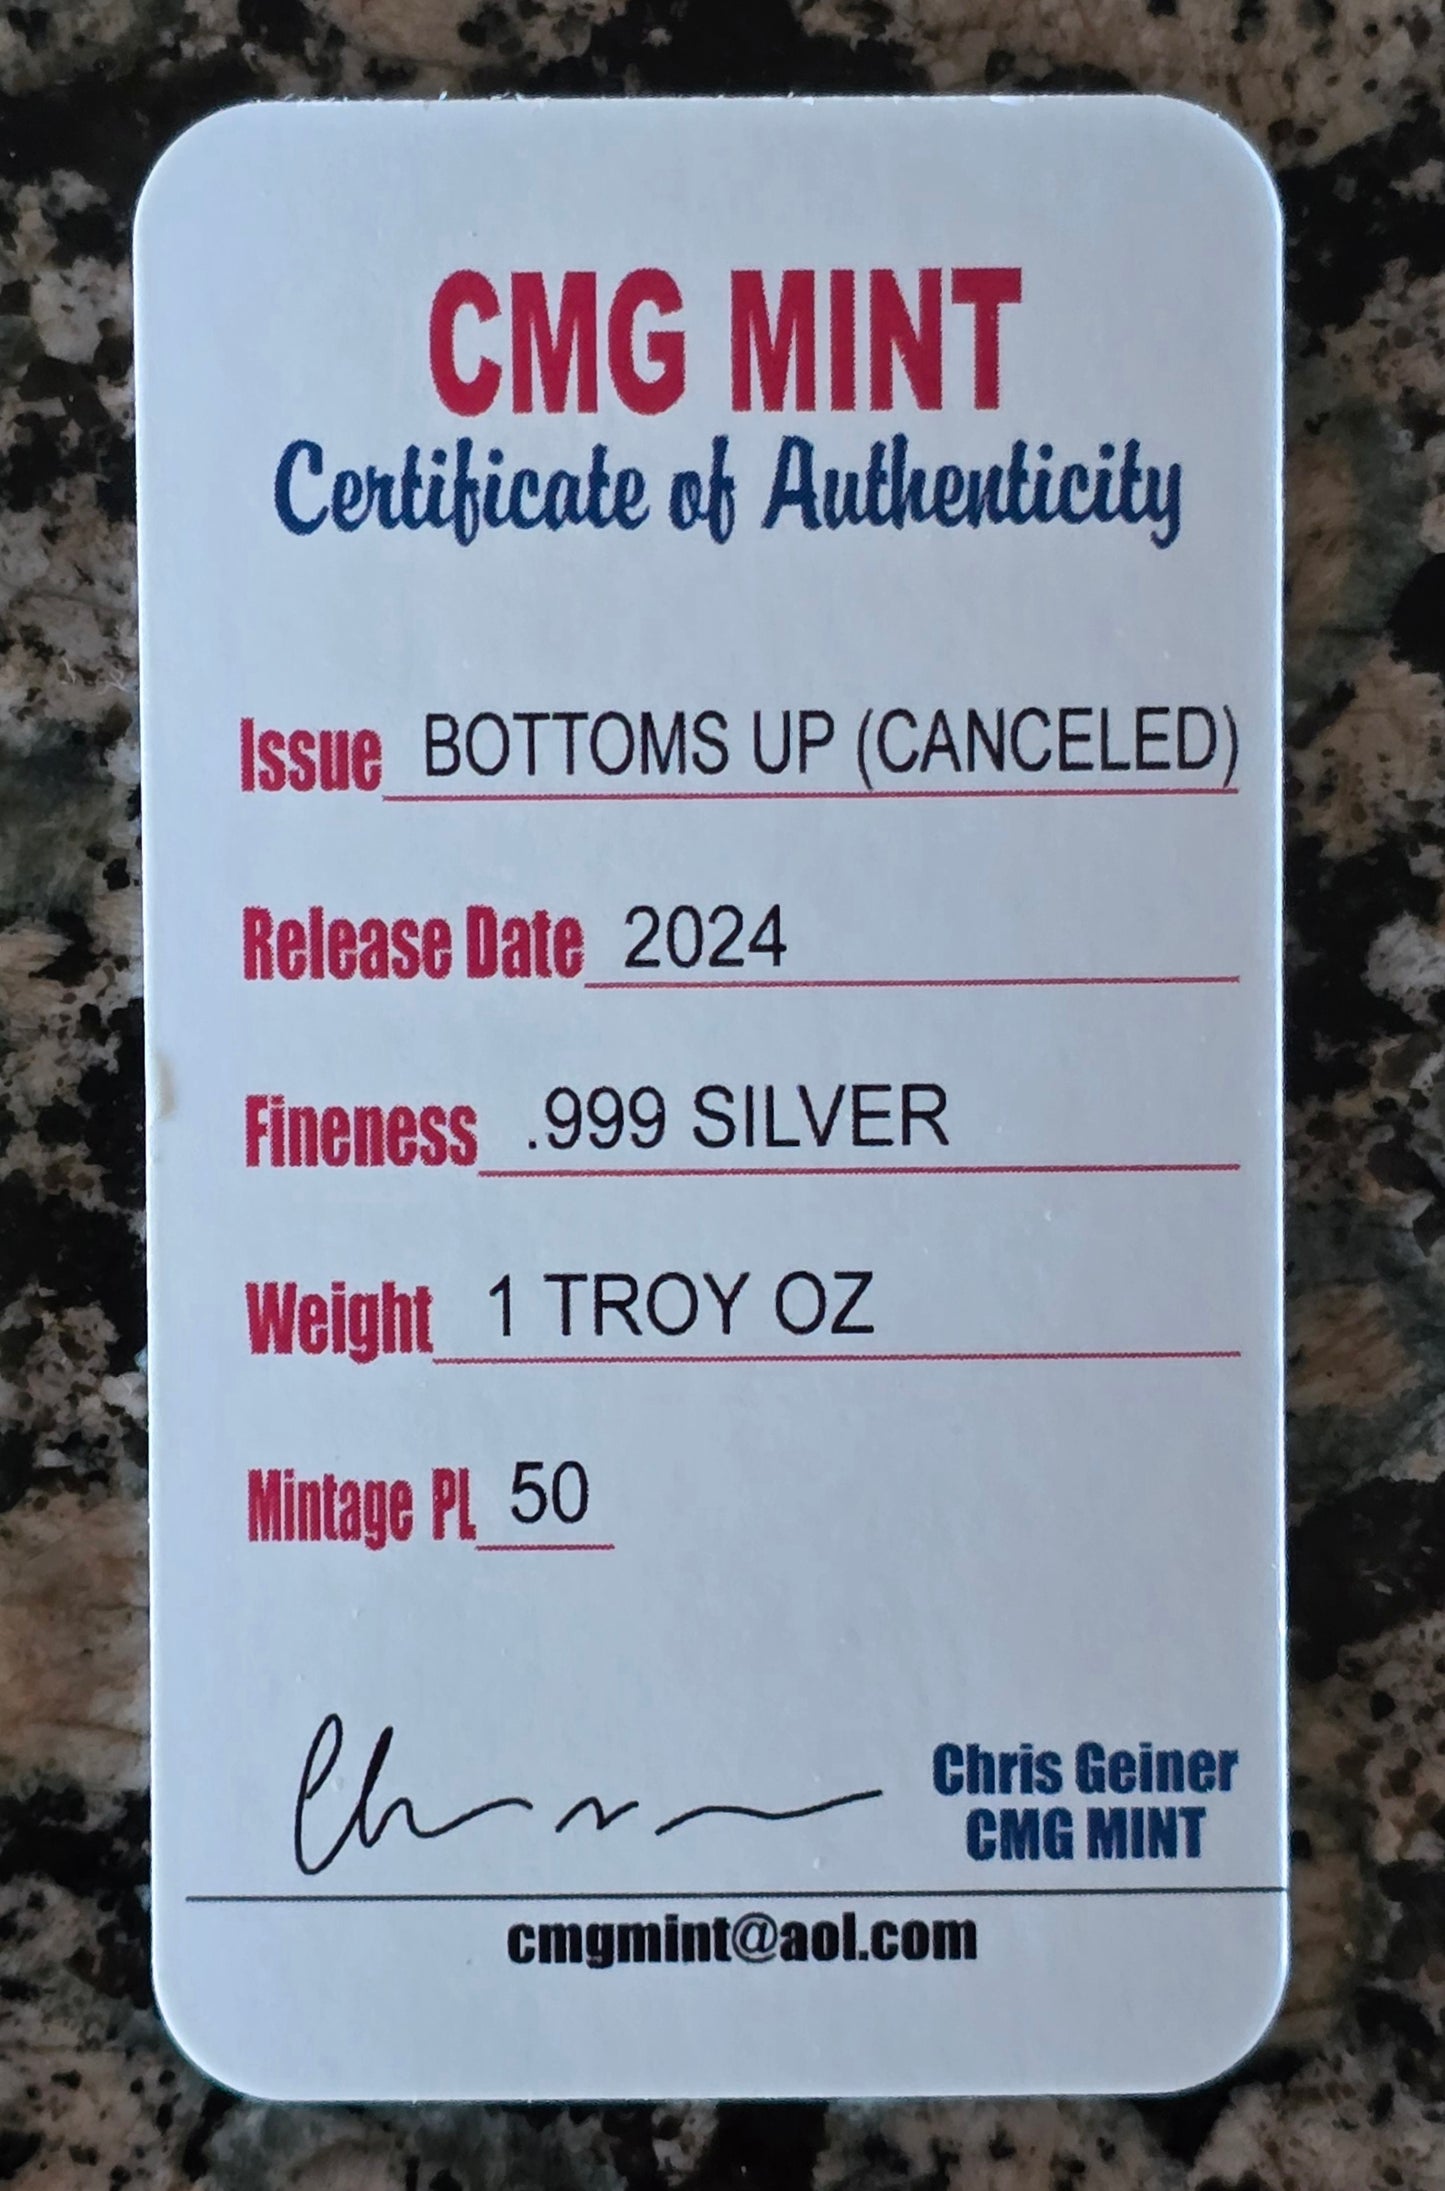 CMG MINT
Certificate of Authenticity
Issue BOTTOMS UP (CANCELED)
Release Date 2024
Fineness .999 SILVER
Weight 1 TROY OZ
Mintage PL 50
Chris Geiner
CMG MINT
cmgmint@aol.com